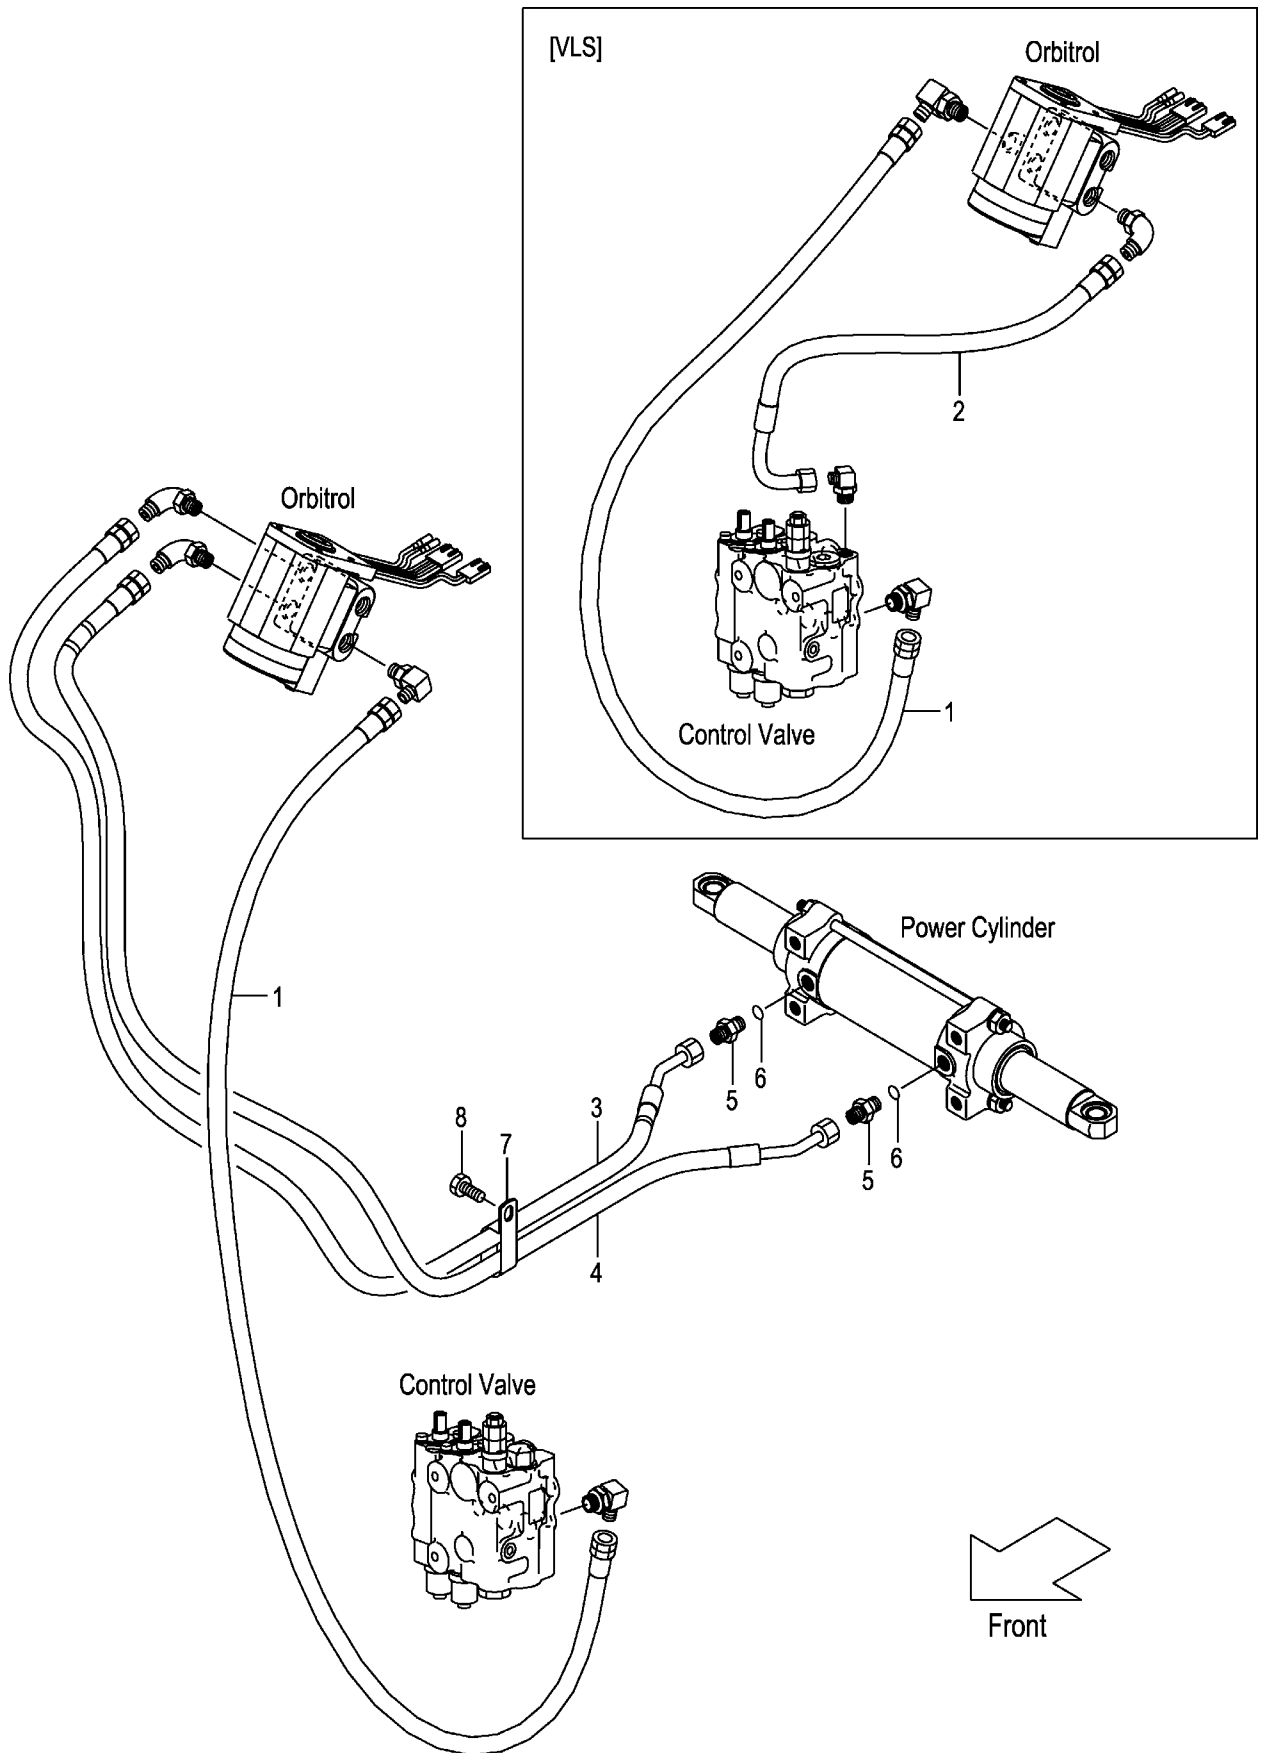 [VLS]
Orbitrol
2
Orbitrol
1
Control Valve
Power Cylinder
1
6
5
3
8
7
6
5
4
Control Valve
Front